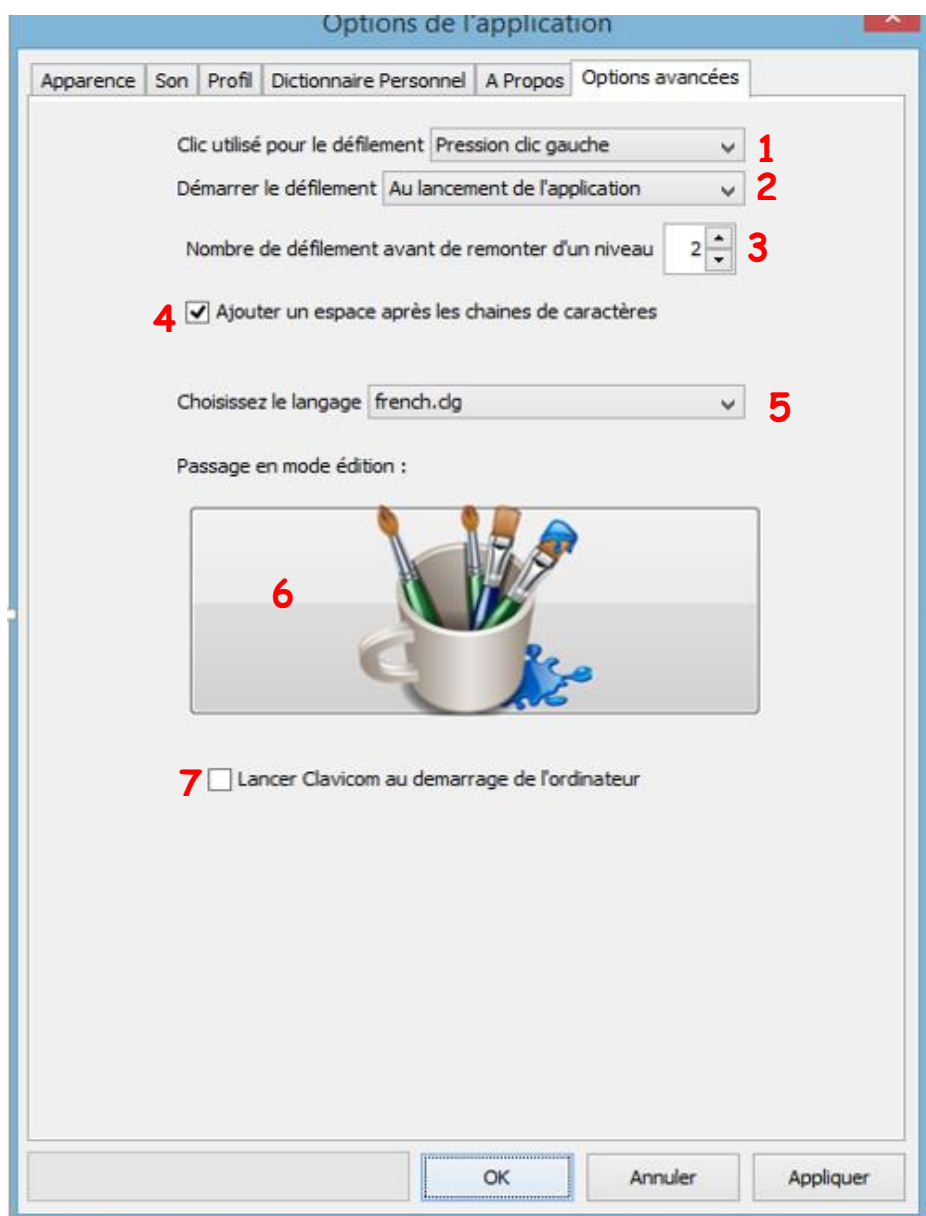 Options de l'application
Apparence Son Profil Dictionnaire Personnel A Propos Options avancées
Clic utilisé pour le défilement Pression clic gauche 1
Démarrer le défilement Au lancement de l'application 2
Nombre de défilement avant de remonter d'un niveau 2 3
4 Ajouter un espace après les chaines de caractères
Choisissez le langage french.clg 5
Passage en mode édition :
6
7 Lancer Clavicom au demarrage de l'ordinateur
OK Annuler Appliquer